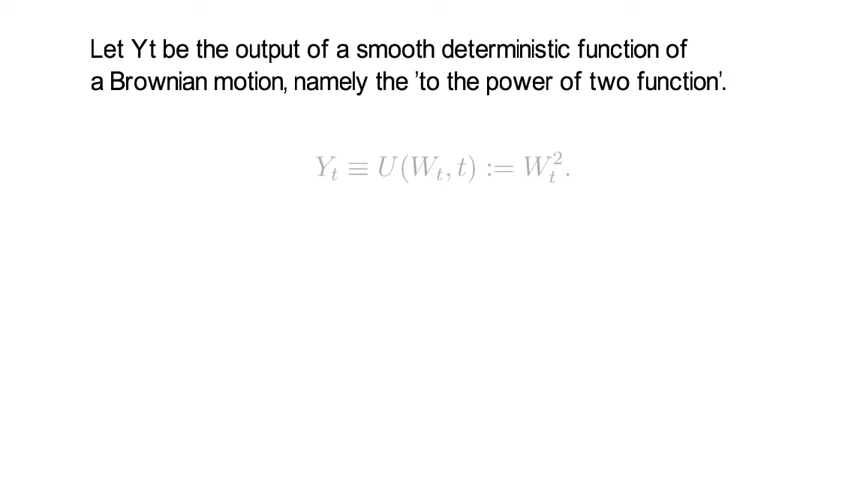 Let Yt be the output of a smooth deterministic function of
a Brownian motion, namely the 'to the power of two function'.
Y_t ≡ U(W_t, t) := W_t^2.